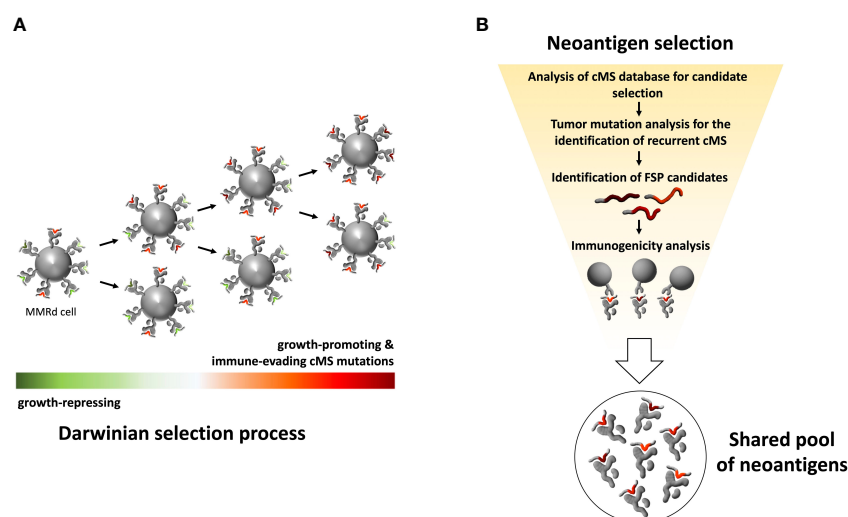 A
MMRd cell
growth-promoting &
immune-evading cMS mutations
growth-repressing
Darwinian selection process
B
Neoantigen selection
Analysis of cMS database for candidate
selection
Tumor mutation analysis for the
identification of recurrent cMS
Identification of FSP candidates
Immunogenicity analysis
Shared pool
of neoantigens